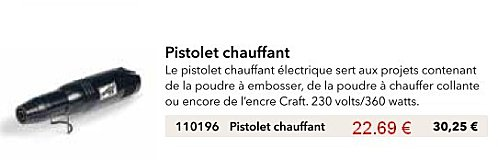 Pistolet chauffant
Le pistolet chauffant électrique sert aux projets contenant
de la poudre à embosser, de la poudre à chauffer collante
ou encore de l'encre Craft. 230 volts/360 watts.
110196 Pistolet chauffant 22.69 € 30,25 €